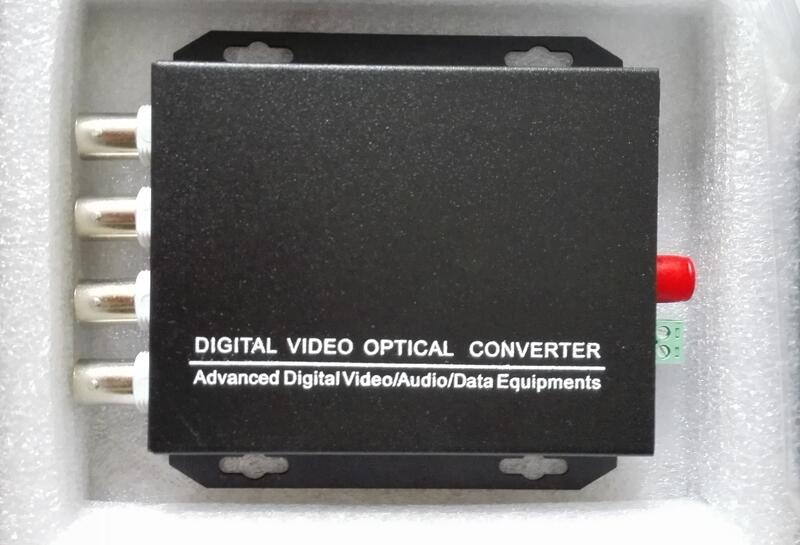 DIGITAL VIDEO OPTICAL CONVERTER
Advanced Digital Video/Audio/Data Equipments